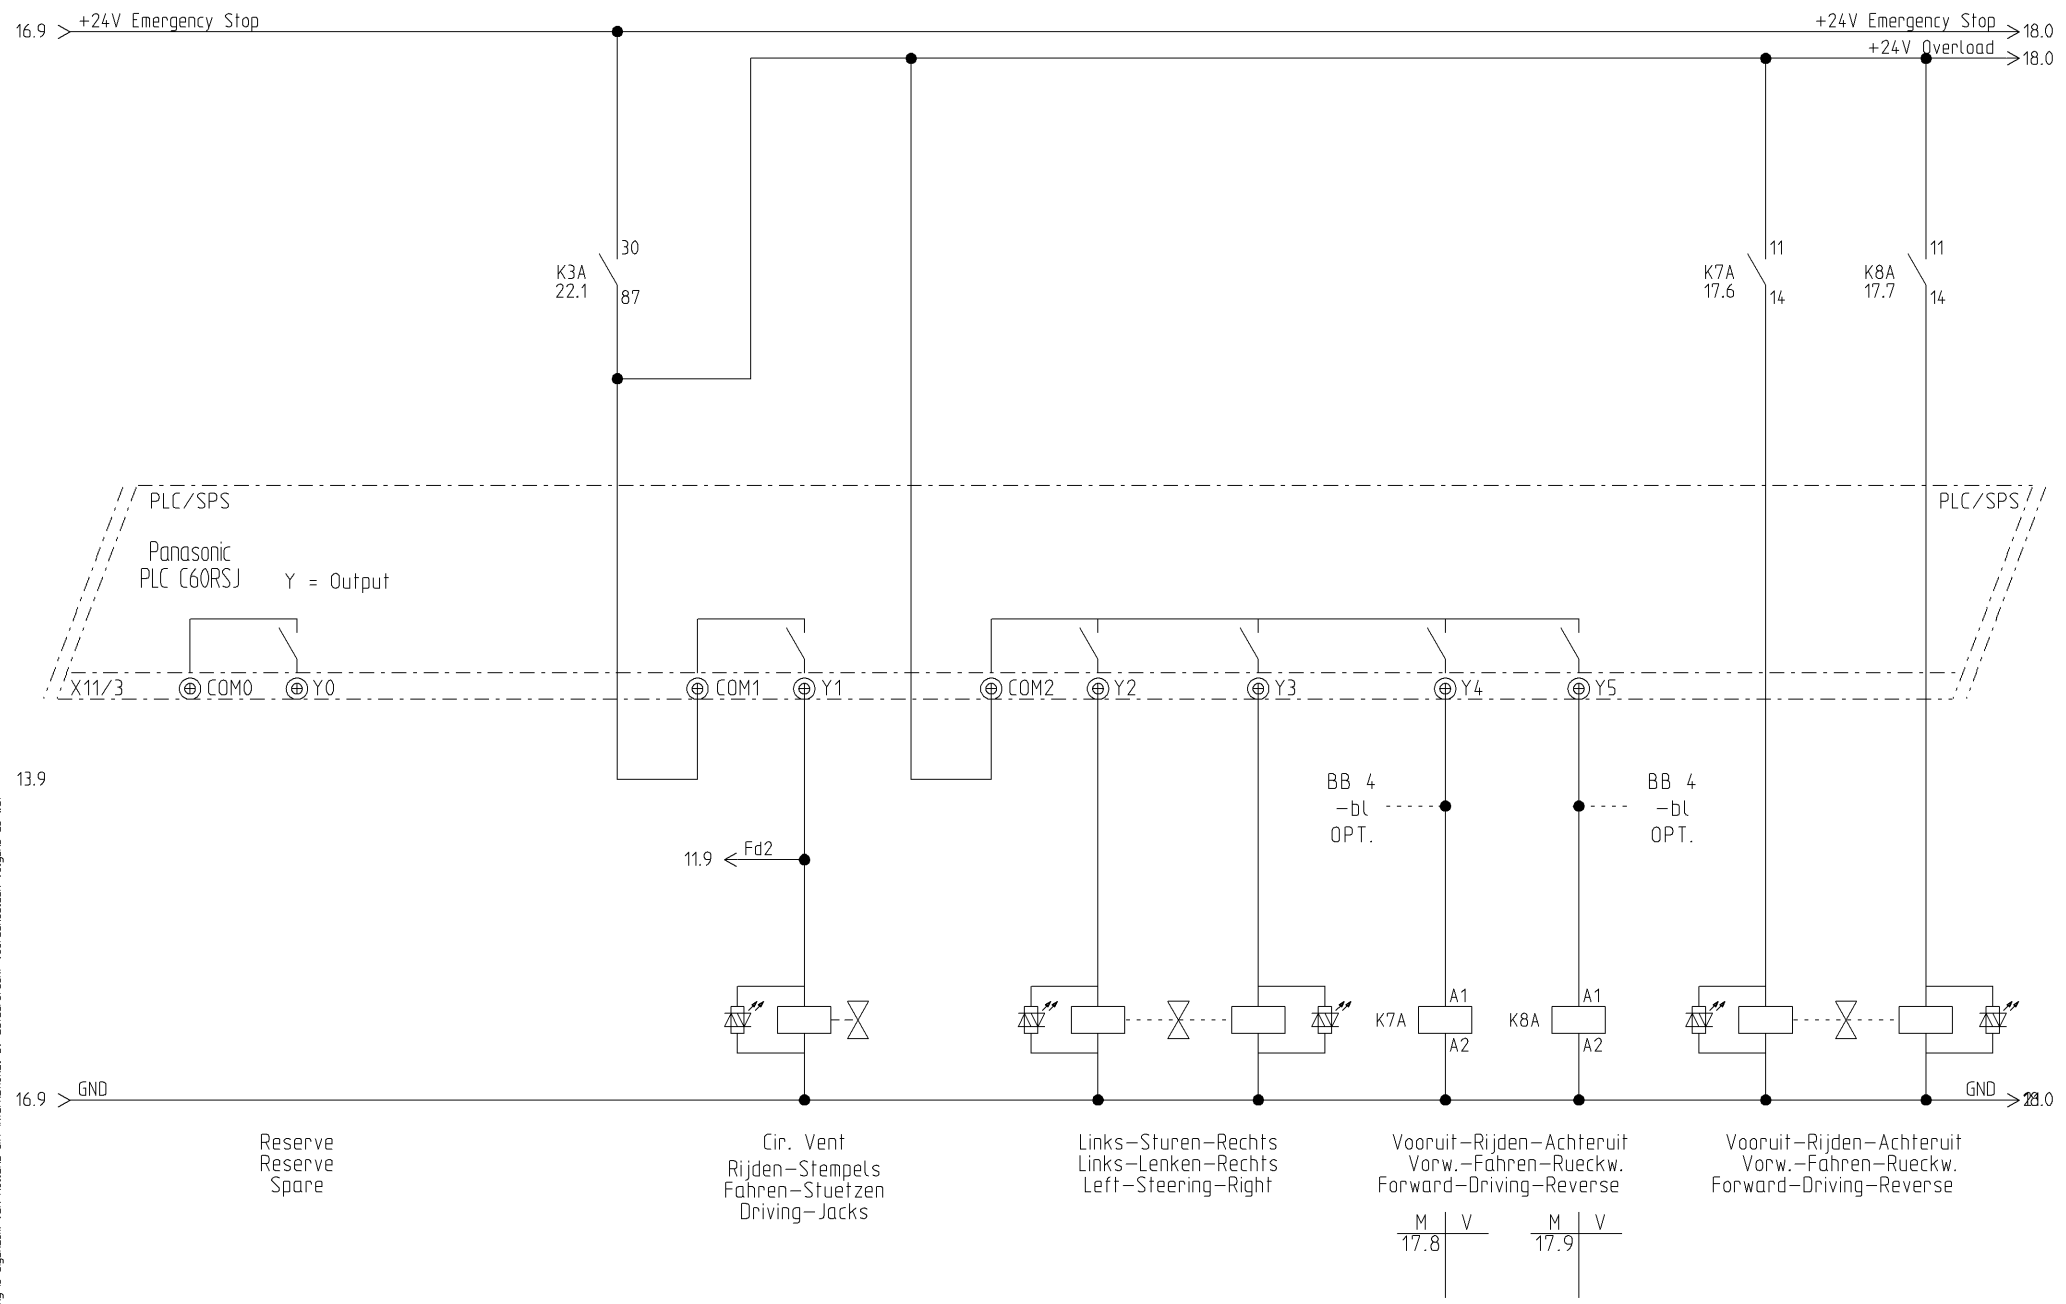 16.9 +24V Emergency Stop
+24V Emergency Stop 18.0
+24V Overload 18.0
30
K3A
22.1
87
11
K7A
17.6
14
11
K8A
17.7
14
PLC/SPS
PLC/SPS
Panasonic
PLC C60RSJ
Y = Output
X11/3 COM0 Y0 COM1 Y1 COM2 Y2 Y3 Y4 Y5
13.9
BB 4
-bl
OPT.
BB 4
-bl
OPT.
11.9 Fd2
A1
K7A
A2
A1
K8A
A2
16.9 GND
GND
Reserve
Reserve
Spare
Cir. Vent
Rijden-Stempels
Fahren-Stuetzen
Driving-Jacks
Links-Sturen-Rechts
Links-Lenken-Rechts
Left-Steering-Right
Vooruit-Rijden-Achteruit
Vorw.-Fahren-Rueckw.
Forward-Driving-Reverse
Vooruit-Rijden-Achteruit
Vorw.-Fahren-Rueckw.
Forward-Driving-Reverse
M V
17.8
M V
17.9